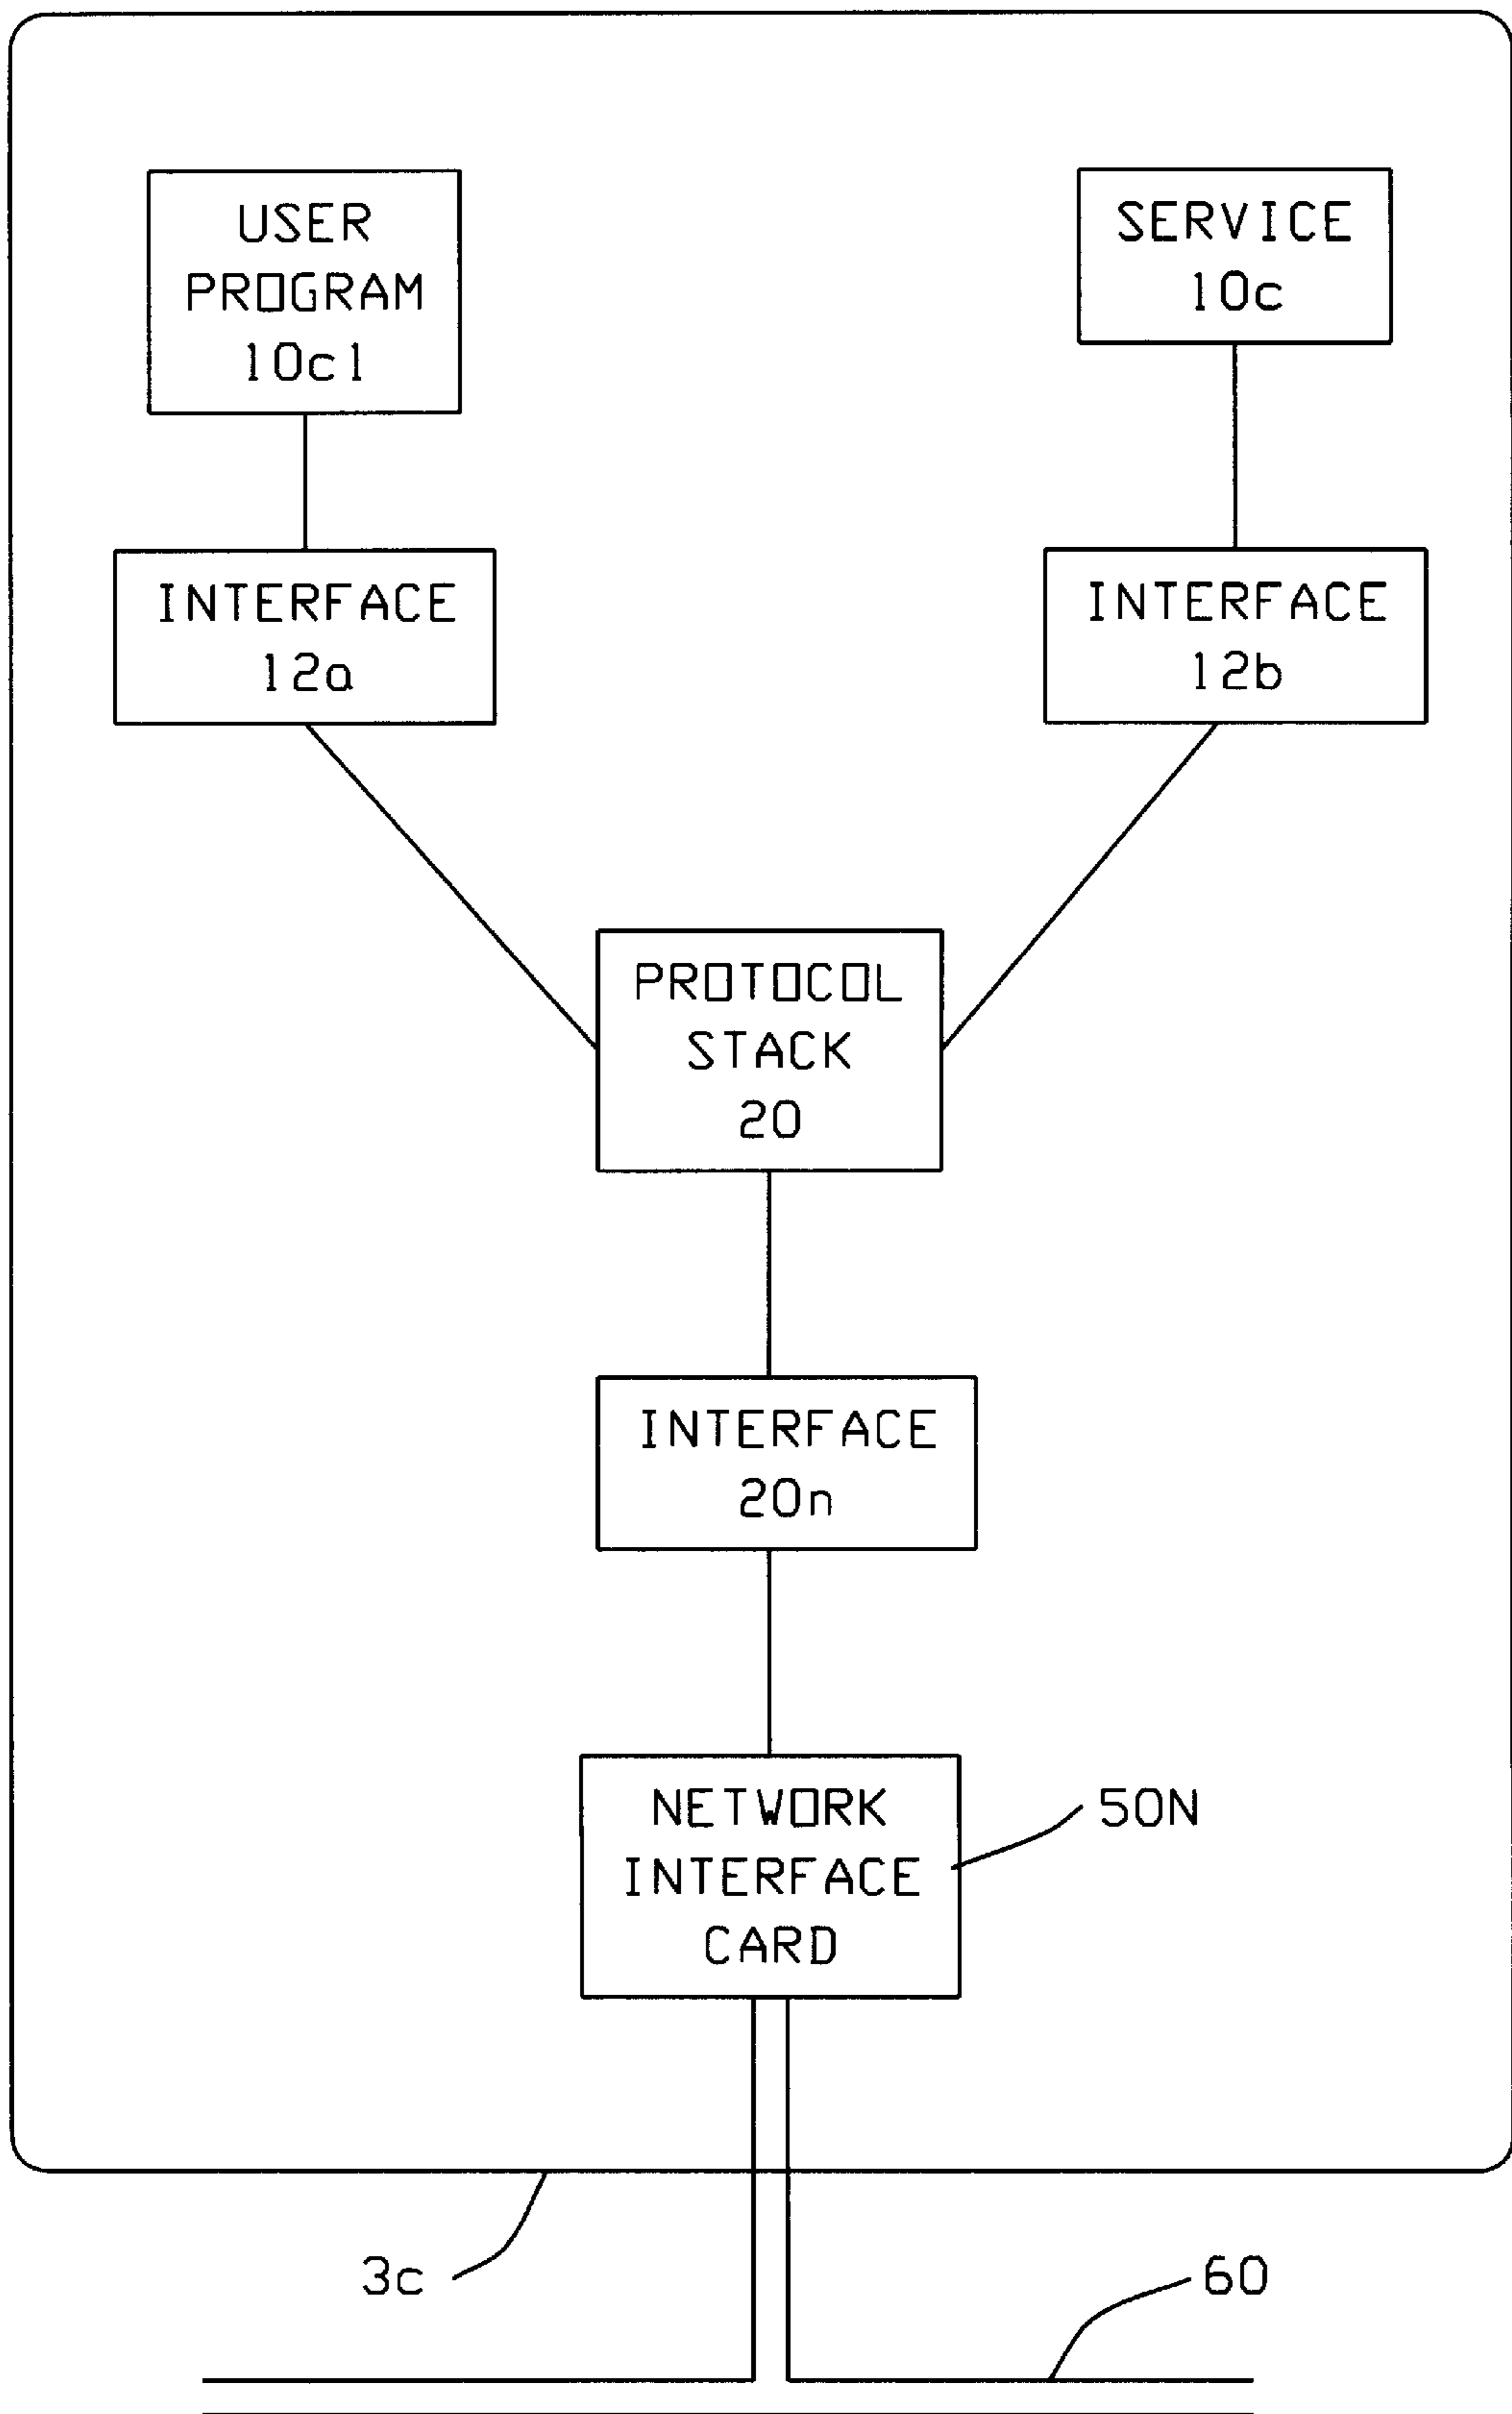 USER
PROGRAM
10c1
SERVICE
10c
INTERFACE
12a
INTERFACE
12b
PROTOCOL
STACK
20
INTERFACE
20n
NETWORK
INTERFACE
CARD
50N
3c
60